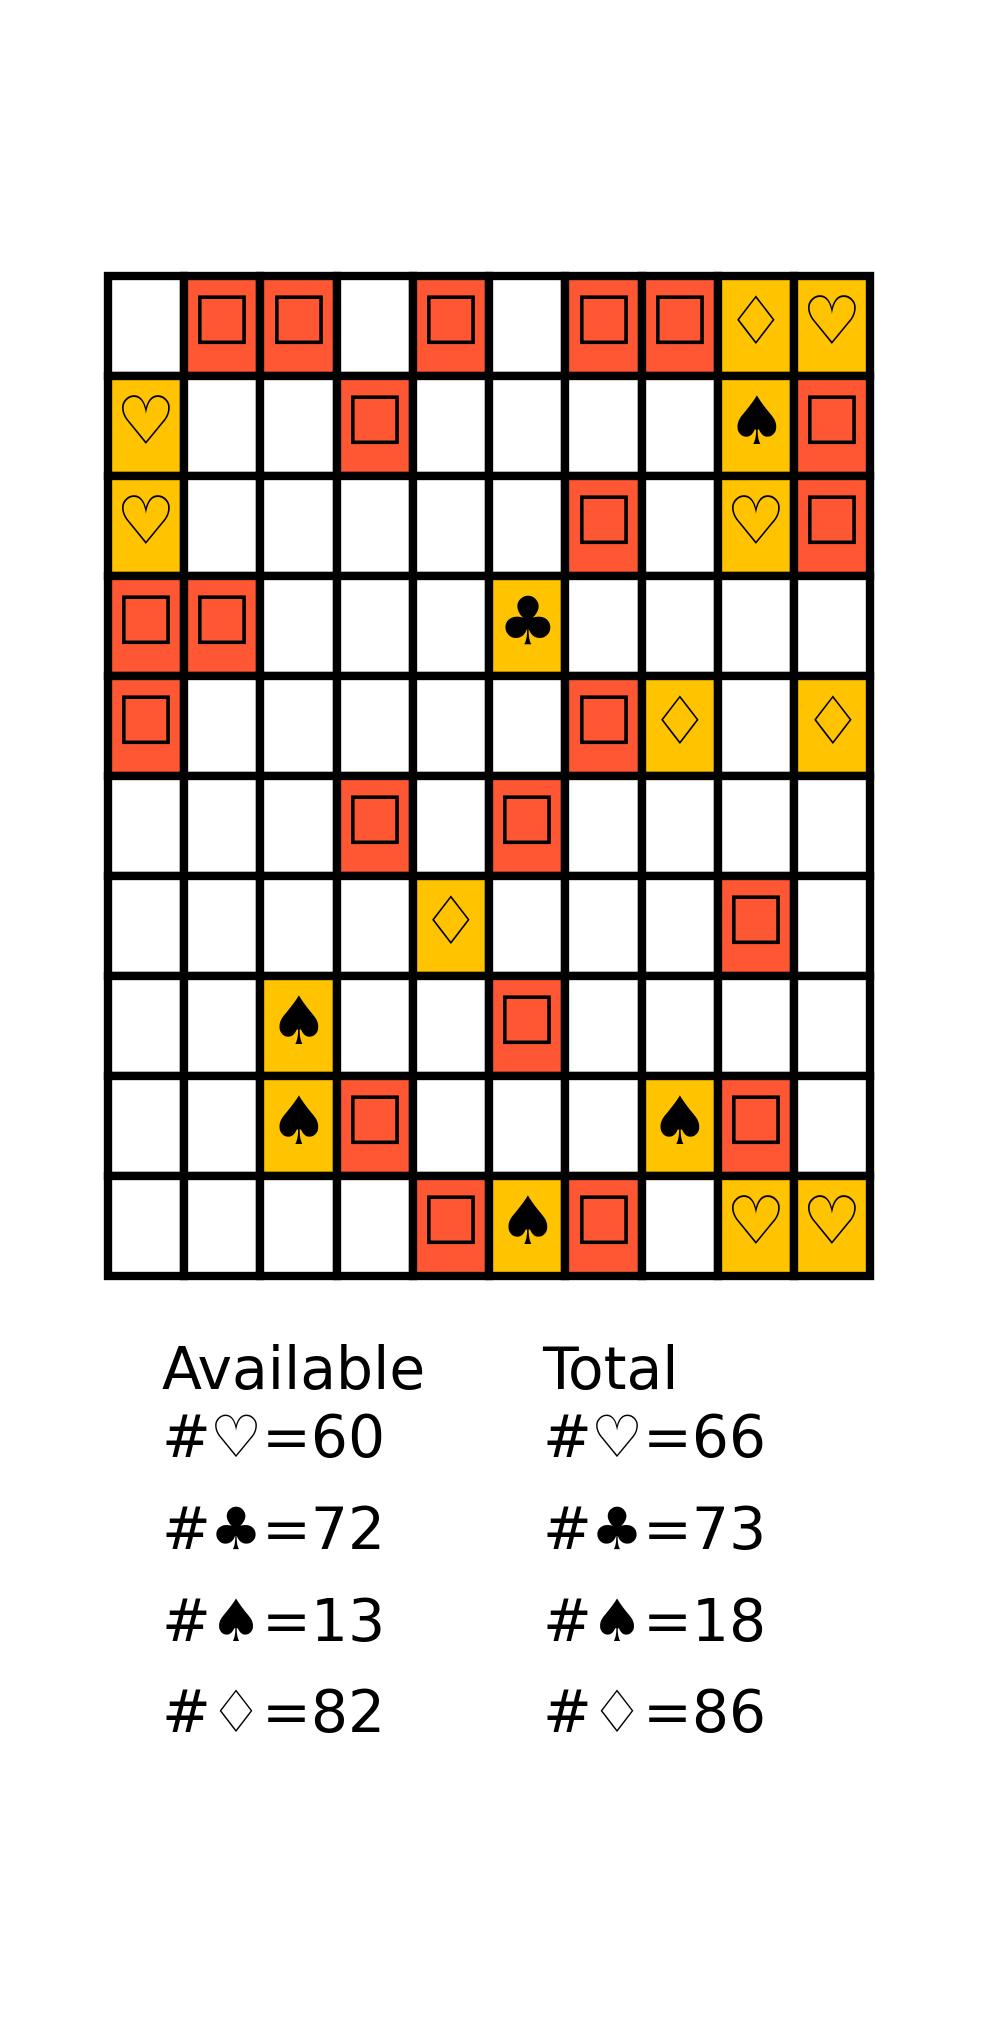 □ □ □ □ □ ♢ ♡
♡ □ ♠ □
♡ □ ♡ □
□ □ ♣
□ □ ♢ ♢
□ □
♢ □
♠ □
♠ □ ♠ □
□ ♠ □ ♡ ♡
Available Total
#♡=60 #♡=66
#♣=72 #♣=73
#♠=13 #♠=18
#♢=82 #♢=86